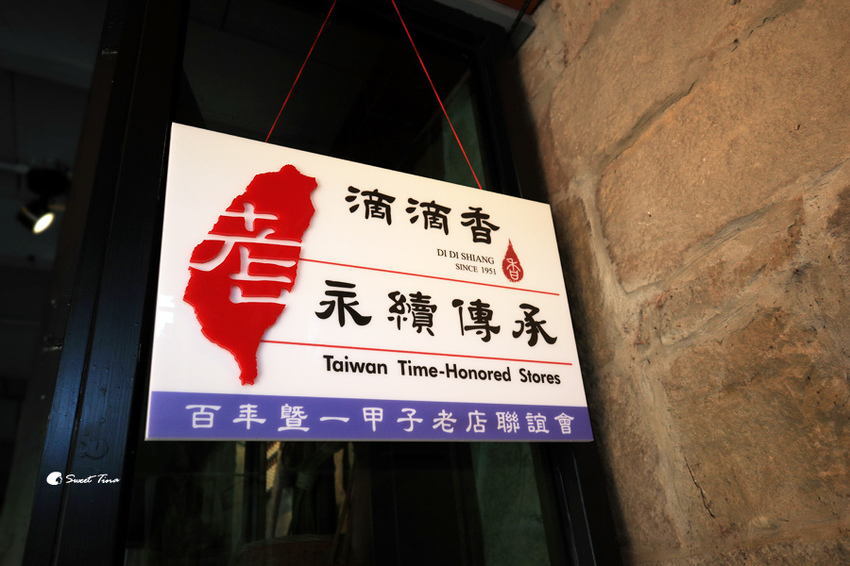 老
滴滴香
DI DI SHIANG
SINCE 1951
香
永續傳承
Taiwan Time-Honored Stores
百年暨一甲子老店聯誼會
Sweet Tina